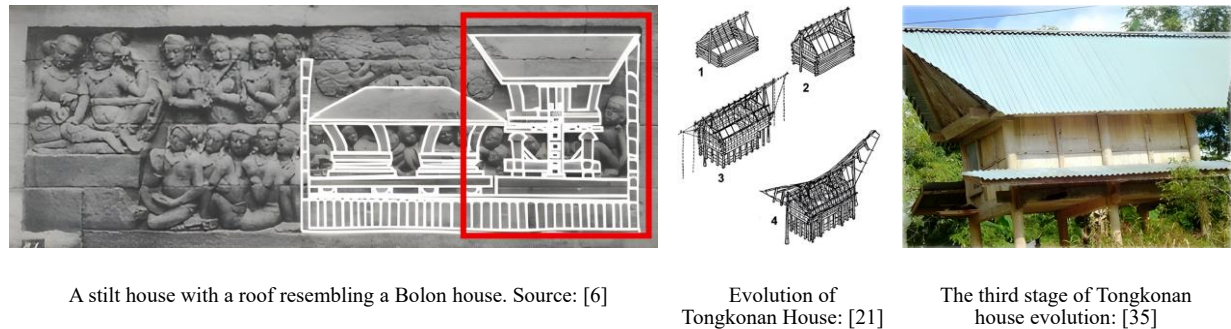 1
2
3
4
A stilt house with a roof resembling a Bolon house. Source: [6]
Evolution of
Tongkonan House: [21]
The third stage of Tongkonan
house evolution: [35]